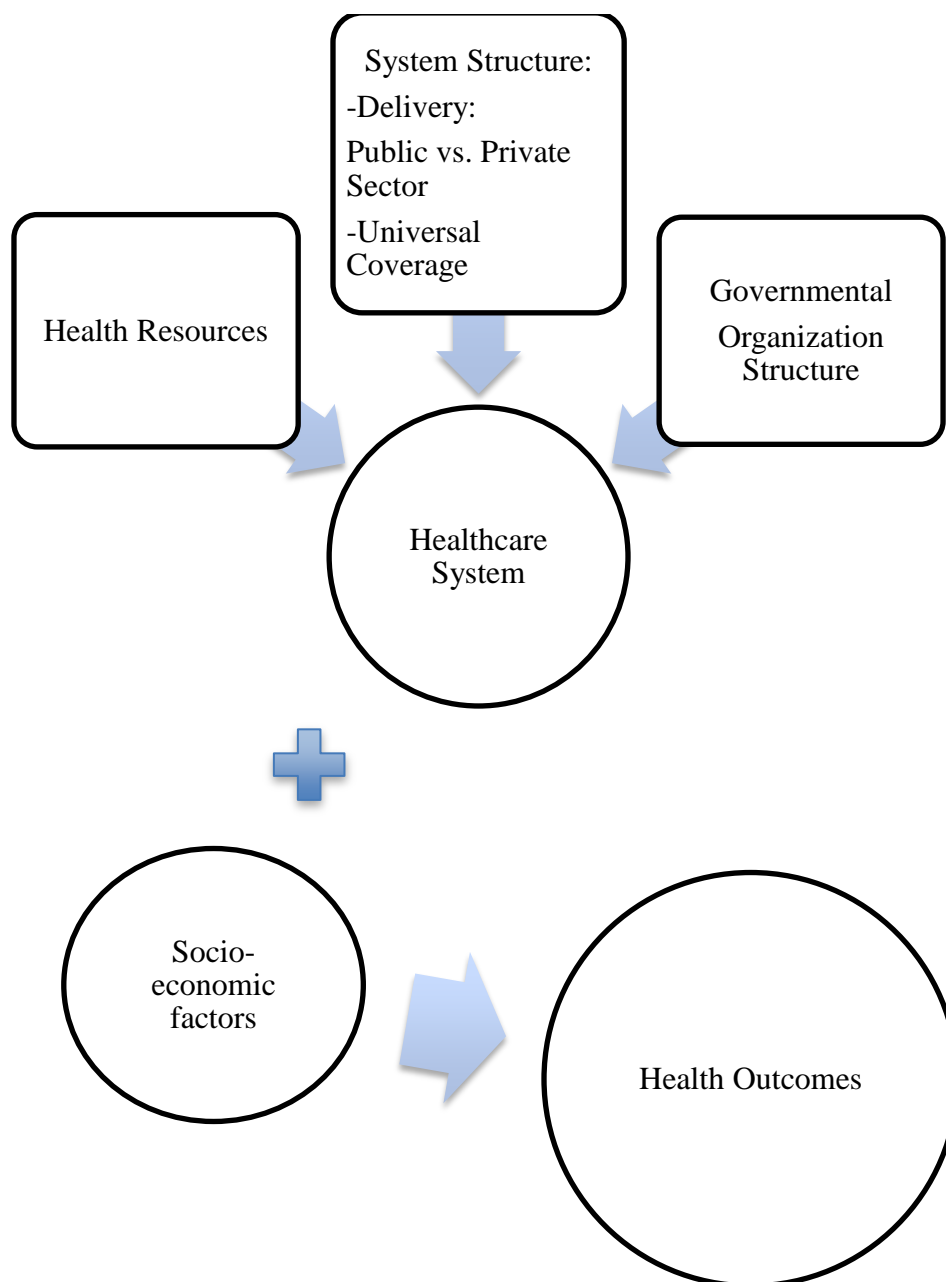 System Structure:
-Delivery:
Public vs. Private
Sector
-Universal
Coverage
Health Resources
Governmental
Organization
Structure
Healthcare
System
Socio-
economic
factors
Health Outcomes